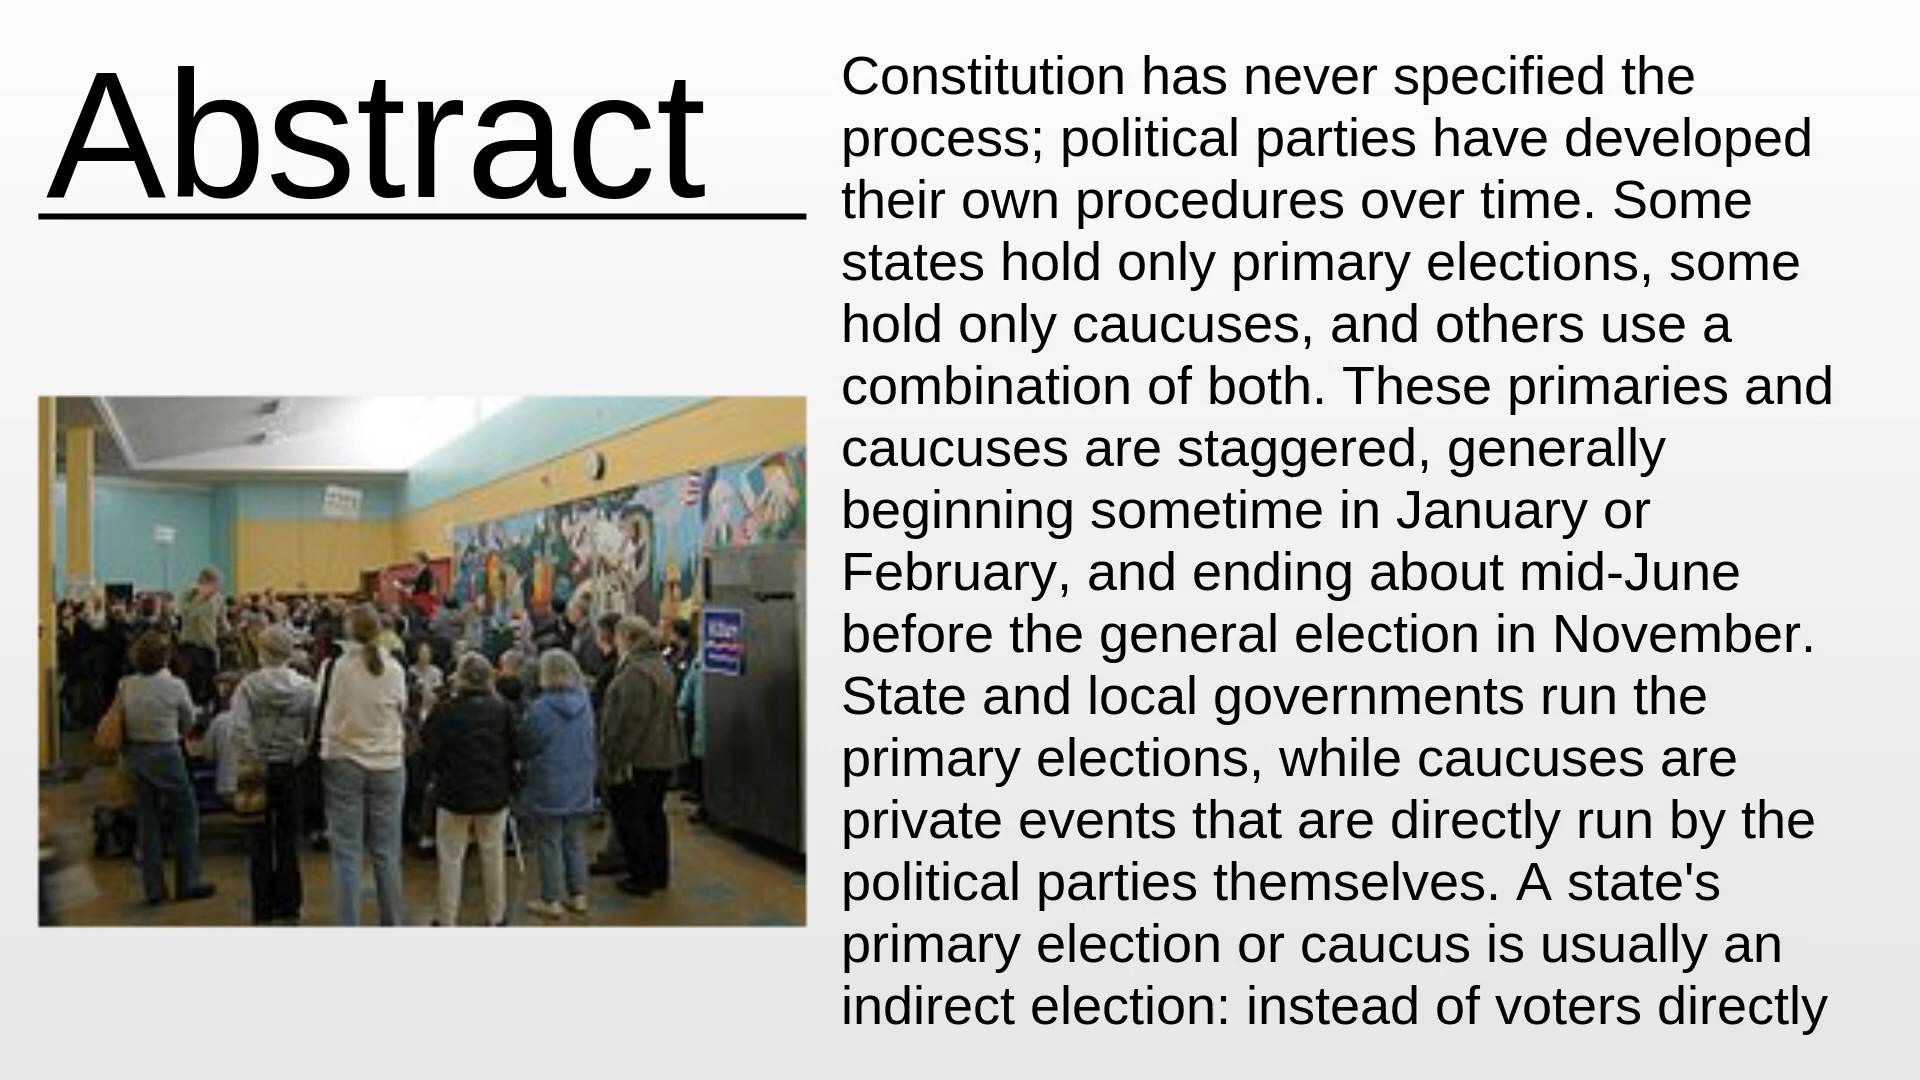 Abstract
Constitution has never specified the
process; political parties have developed
their own procedures over time. Some
states hold only primary elections, some
hold only caucuses, and others use a
combination of both. These primaries and
caucuses are staggered, generally
beginning sometime in January or
February, and ending about mid-June
before the general election in November.
State and local governments run the
primary elections, while caucuses are
private events that are directly run by the
political parties themselves. A state's
primary election or caucus is usually an
indirect election: instead of voters directly